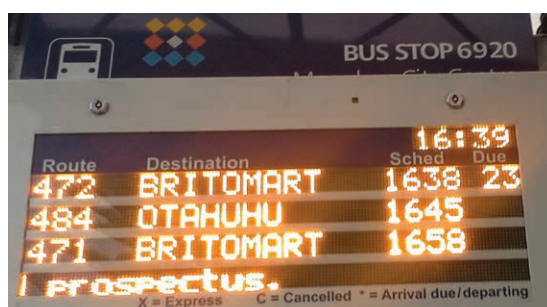 BUS STOP 6920
16:39
Route Destination Sched Due
472 BRITOMART 1638 23
484 OTAHUHU 1645
471 BRITOMART 1658
prospectus.
X = Express C = Cancelled * = Arrival due/departing